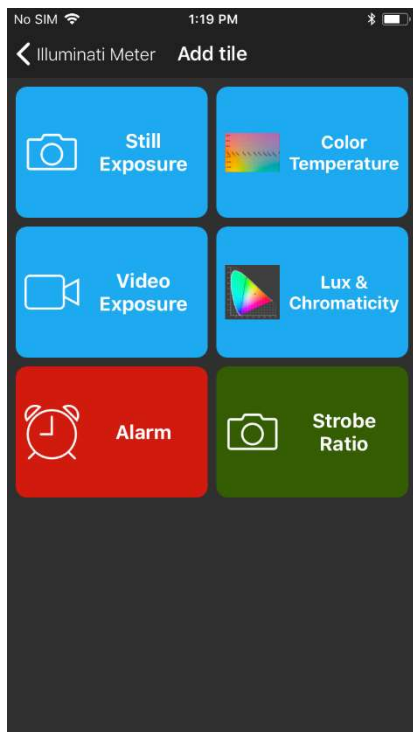 No SIM 1:19 PM
Illuminati Meter Add tile
Still
Exposure
Color
Temperature
Video
Exposure
Lux &
Chromaticity
Alarm
Strobe
Ratio